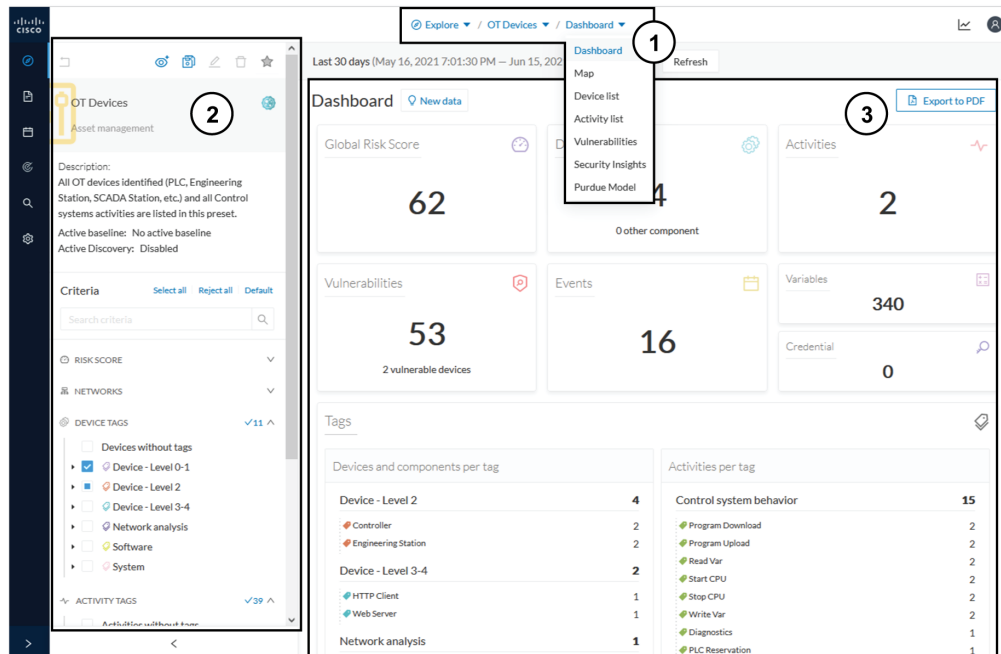 cisco
Explore / OT Devices / Dashboard
1
Dashboard
Map
Device list
Activity list
Vulnerabilities
Security Insights
Purdue Model
Last 30 days (May 16, 2021 7:01:30 PM — Jun 15, 202
Refresh
OT Devices
Asset management
2
Description:
All OT devices identified (PLC, Engineering
Station, SCADA Station, etc.) and all Control
systems activities are listed in this preset.
Active baseline: No active baseline
Active Discovery: Disabled
Criteria
Select all Reject all Default
Search criteria
RISK SCORE
NETWORKS
DEVICE TAGS 11
Devices without tags
Device - Level 0-1
Device - Level 2
Device - Level 3-4
Network analysis
Software
System
ACTIVITY TAGS 39
Activities without tags
Dashboard New data
3
Export to PDF
Global Risk Score
62
D
4
0 other component
Activities
2
Vulnerabilities
53
2 vulnerable devices
Events
16
Variables
340
Credential
0
Tags
Devices and components per tag
Device - Level 2 4
Controller 2
Engineering Station 2
Device - Level 3-4 2
HTTP Client 1
Web Server 1
Network analysis 1
Activities per tag
Control system behavior 15
Program Download 2
Program Upload 2
Read Var 2
Start CPU 2
Stop CPU 2
Write Var 2
Diagnostics 1
PLC Reservation 1